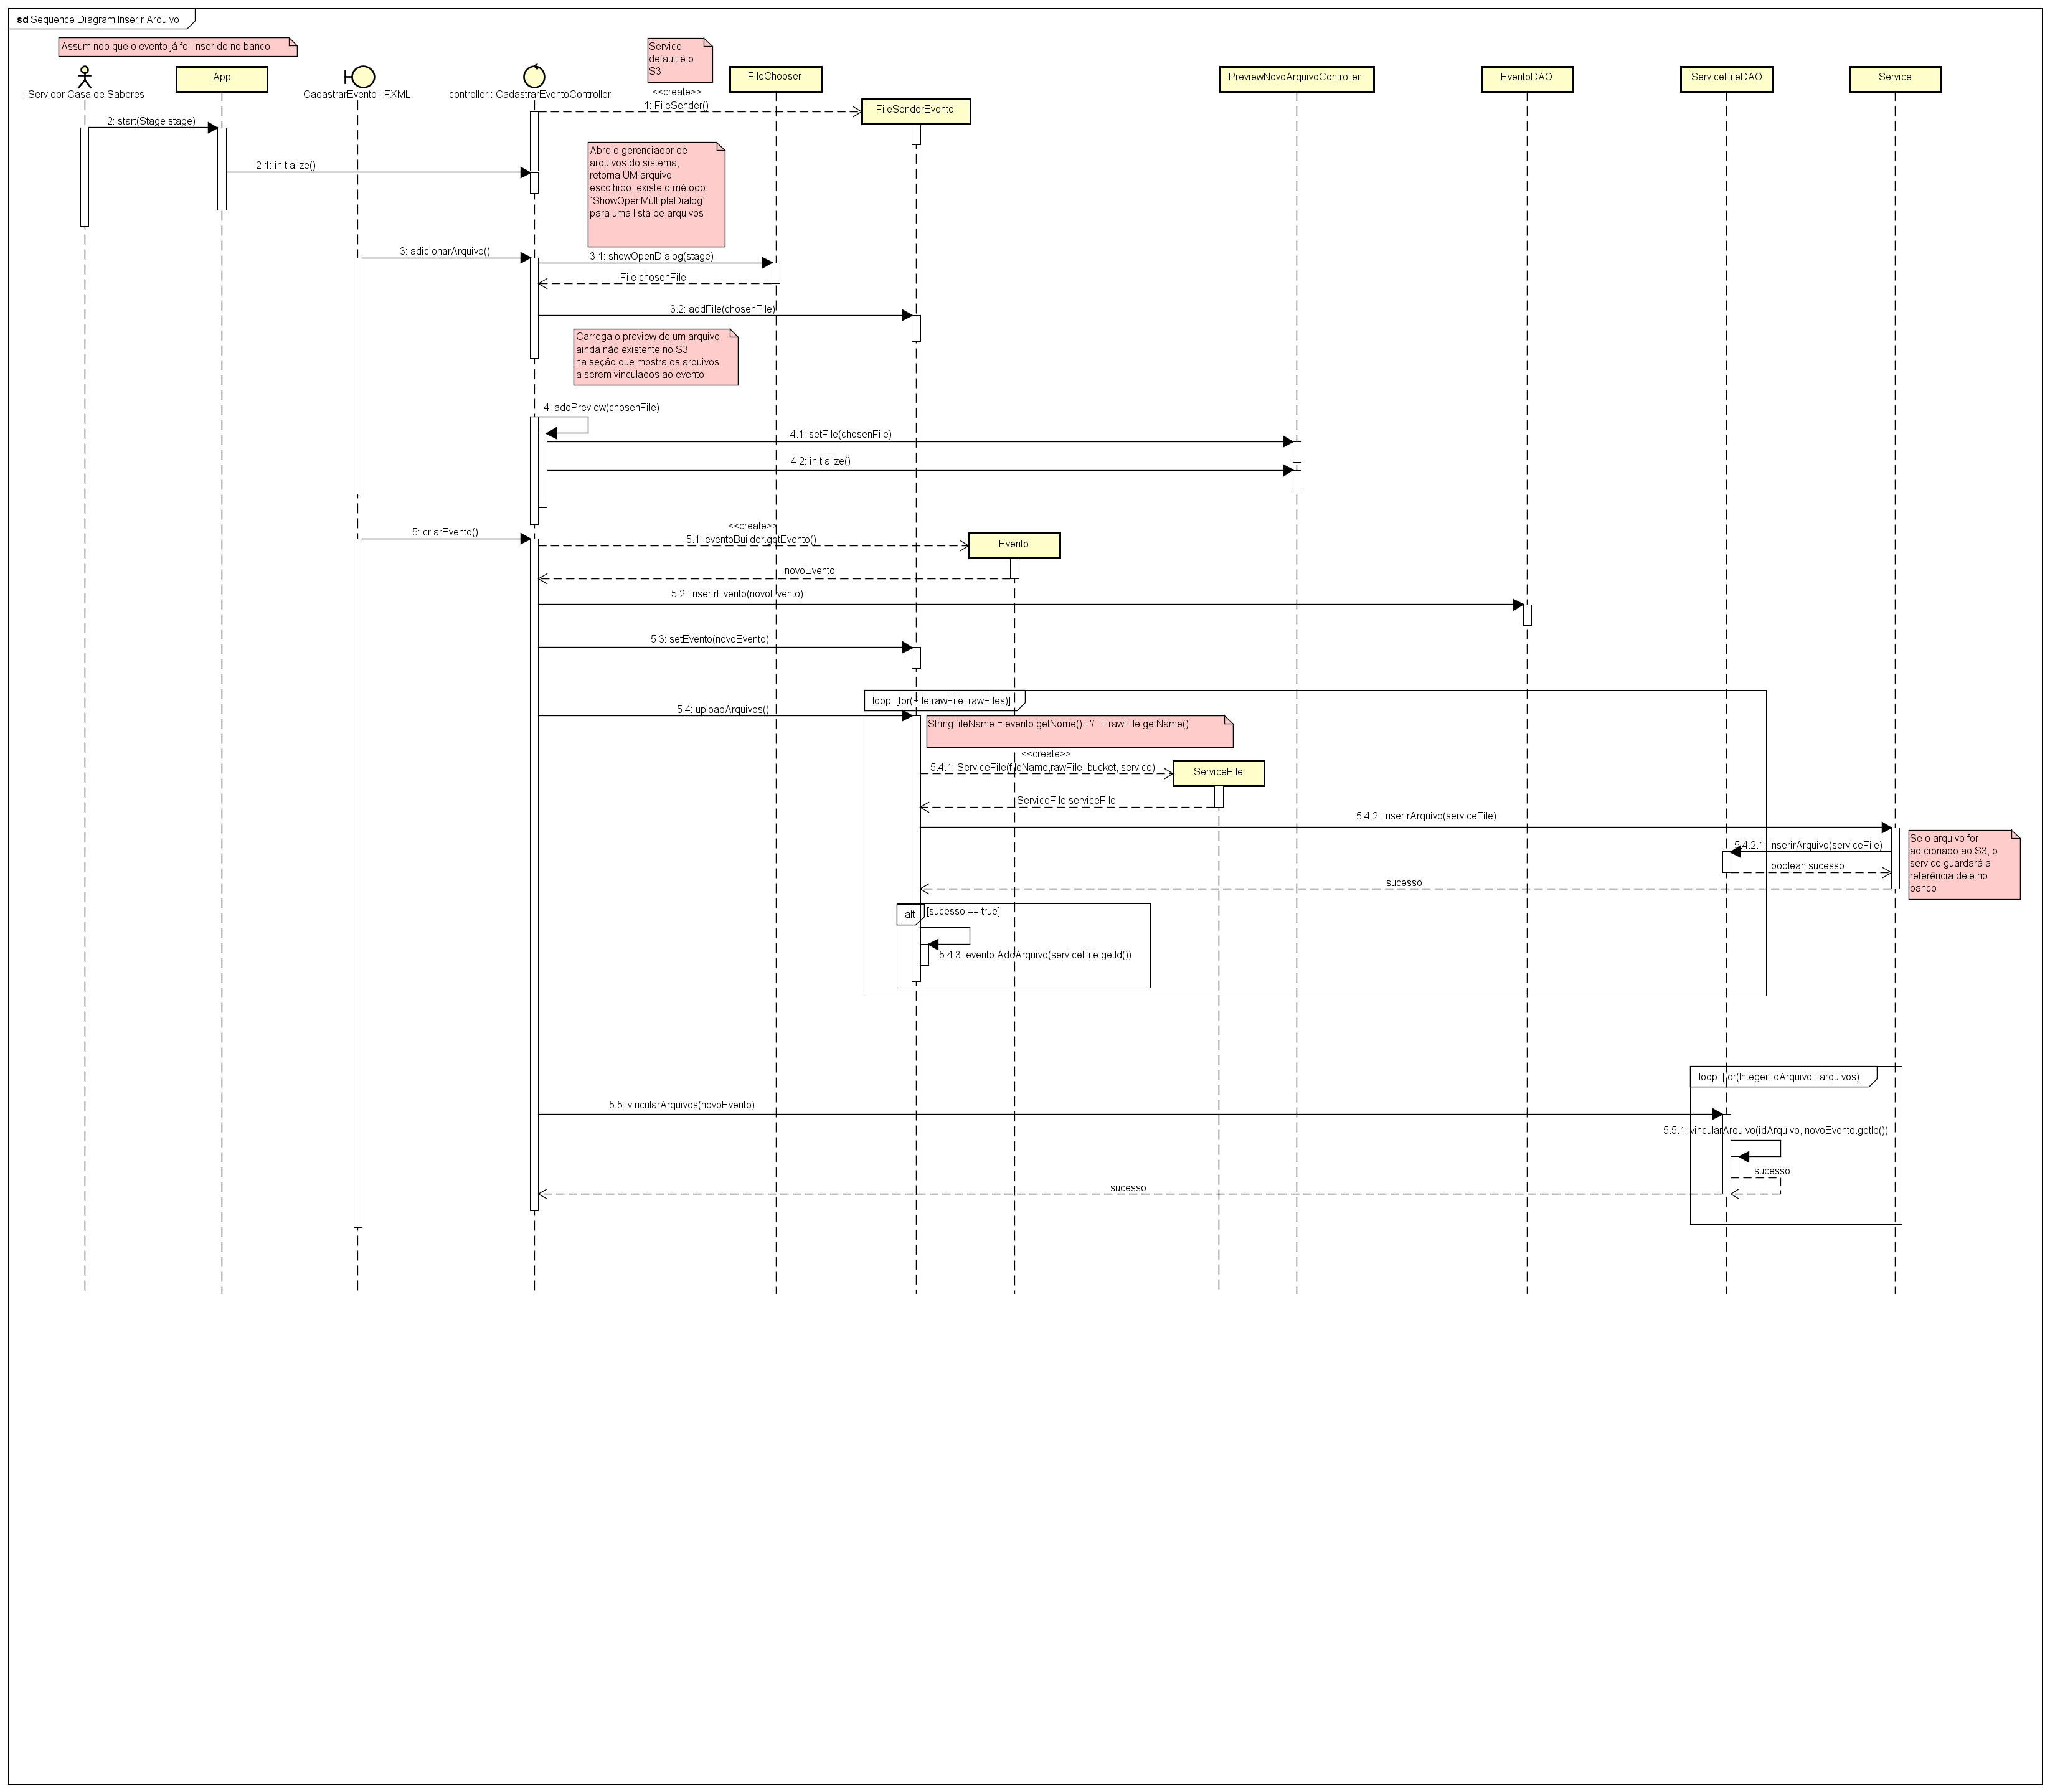 sd Sequence Diagram Inserir Arquivo
Assumindo que o evento já foi inserido no banco
Service
default é o
S3
: Servidor Casa de Saberes
App
CadastrarEvento : FXML
controller : CadastrarEventoController
FileChooser
PreviewNovoArquivoController
EventoDAO
ServiceFileDAO
Service
<<create>>
1: FileSender()
FileSenderEvento
2: start(Stage stage)
2.1: initialize()
Abre o gerenciador de
arquivos do sistema,
retorna UM arquivo
escolhido, existe o método
`ShowOpenMultipleDialog`
para uma lista de arquivos
3: adicionarArquivo()
3.1: showOpenDialog(stage)
File chosenFile
3.2: addFile(chosenFile)
Carrega o preview de um arquivo
ainda não existente no S3
na seção que mostra os arquivos
a serem vinculados ao evento
4: addPreview(chosenFile)
4.1: setFile(chosenFile)
4.2: initialize()
5: criarEvento()
<<create>>
5.1: eventoBuilder.getEvento()
Evento
novoEvento
5.2: inserirEvento(novoEvento)
5.3: setEvento(novoEvento)
loop [for(File rawFile: rawFiles)]
5.4: uploadArquivos()
String fileName = evento.getNome()+"/" + rawFile.getName()
<<create>>
5.4.1: ServiceFile(fileName,rawFile, bucket, service)
ServiceFile
ServiceFile serviceFile
5.4.2: inserirArquivo(serviceFile)
5.4.2.1: inserirArquivo(serviceFile)
boolean sucesso
sucesso
Se o arquivo for
adicionado ao S3, o
service guardará a
referência dele no
banco
alt [sucesso == true]
5.4.3: evento.AddArquivo(serviceFile.getId())
loop [for(Integer idArquivo : arquivos)]
5.5: vincularArquivos(novoEvento)
5.5.1: vincularArquivo(idArquivo, novoEvento.getId())
sucesso
sucesso